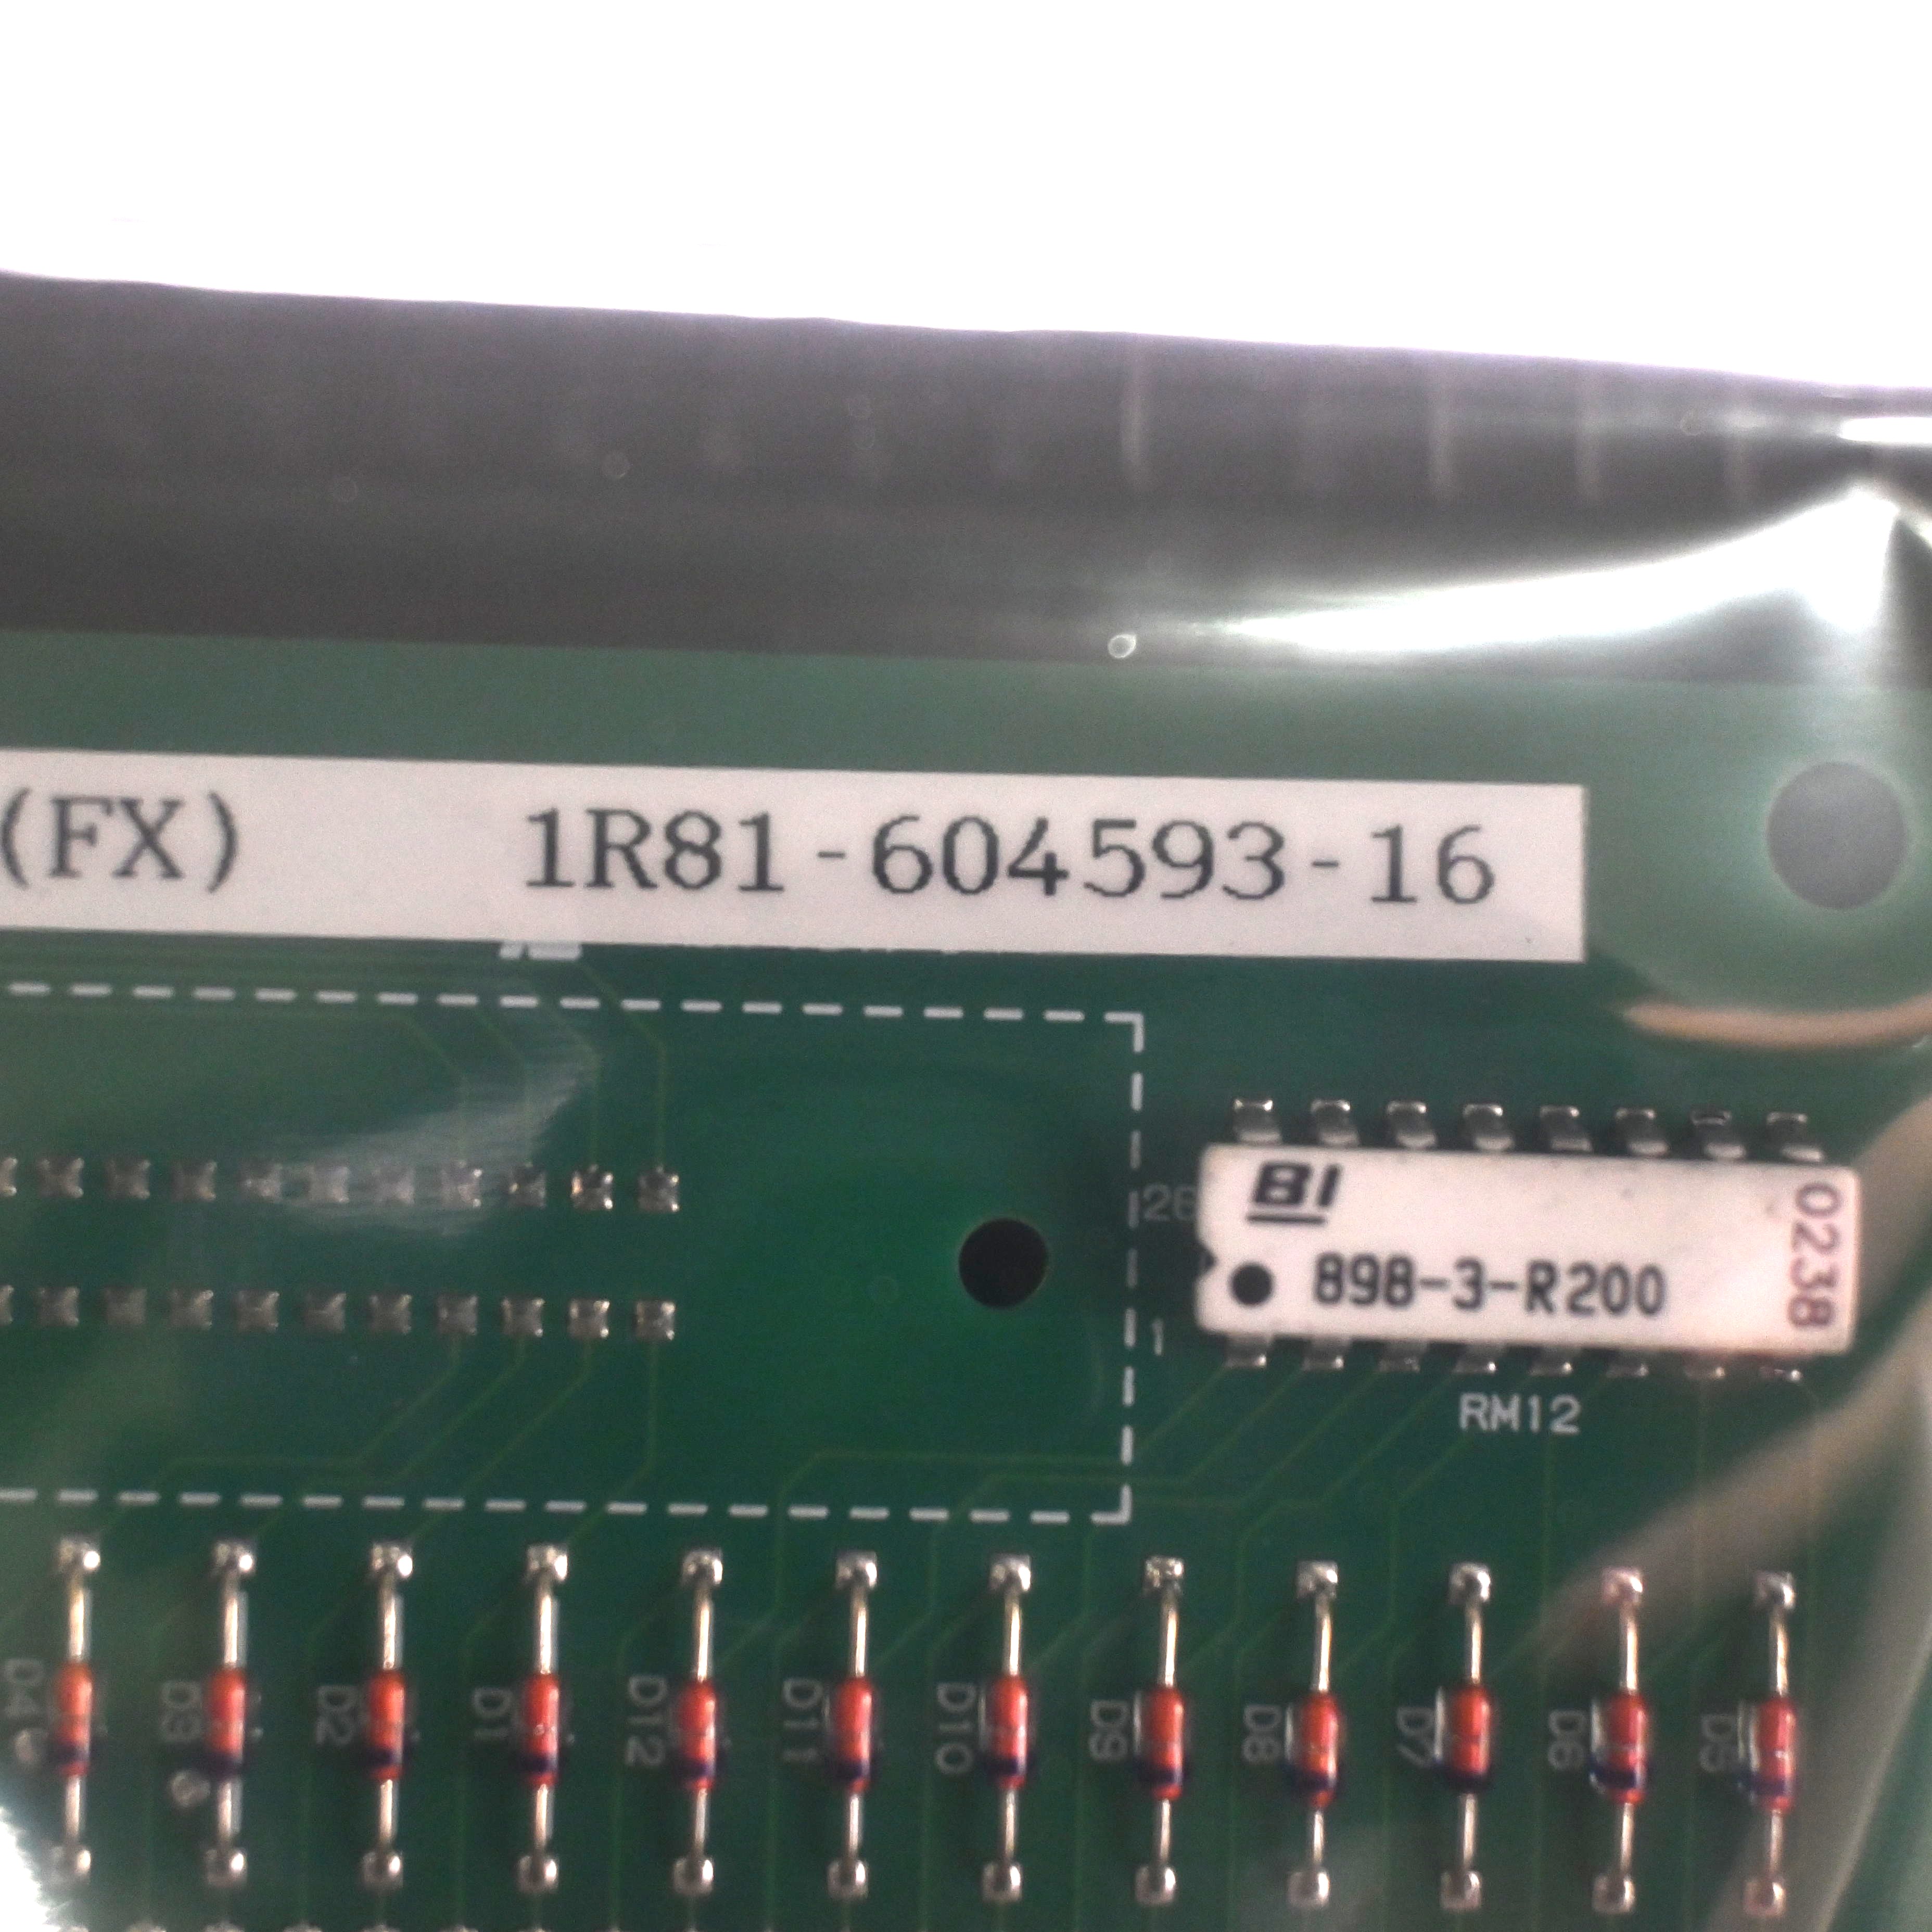 (FX) 1R81-604593-16
26
BI
898-3-R200
0238
1
RM12
D4
D3
D2
D1
D12
D11
D10
D9
D8
D7
D6
D5